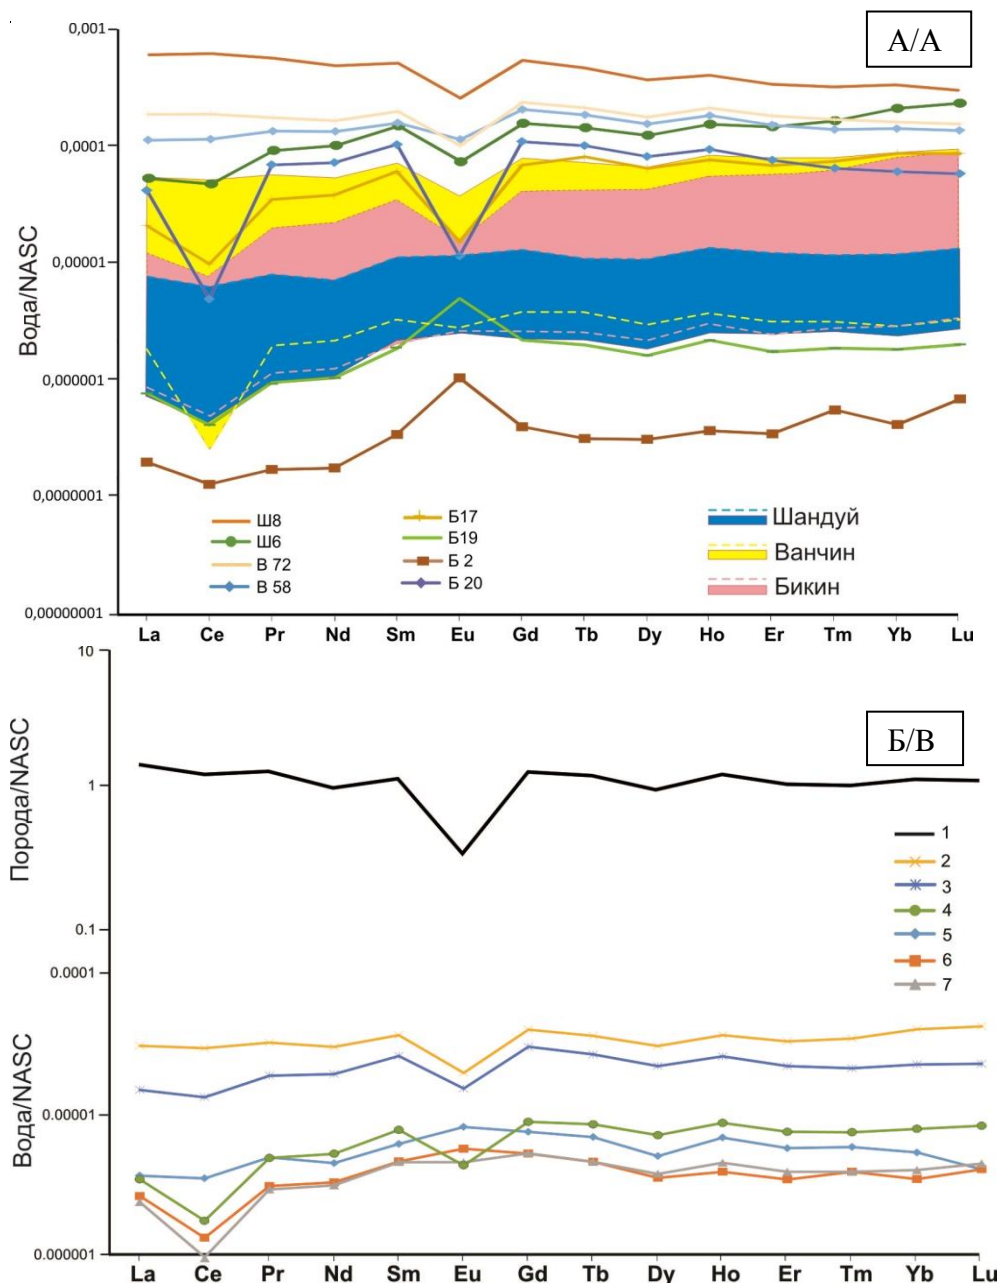 0,001
А/А
0,0001
0,00001
0,000001
0,0000001
0,00000001
Вода/NASC
Ш8
Ш6
В 72
В 58
Б17
Б19
Б 2
Б 20
Шандуй
Ванчин
Бикин
La Ce Pr Nd Sm Eu Gd Tb Dy Ho Er Tm Yb Lu
10
Б/В
1
0.1
Порода/NASC
0.0001
0.00001
0.000001
Вода/NASC
1
2
3
4
5
6
7
La Ce Pr Nd Sm Eu Gd Tb Dy Ho Er Tm Yb Lu